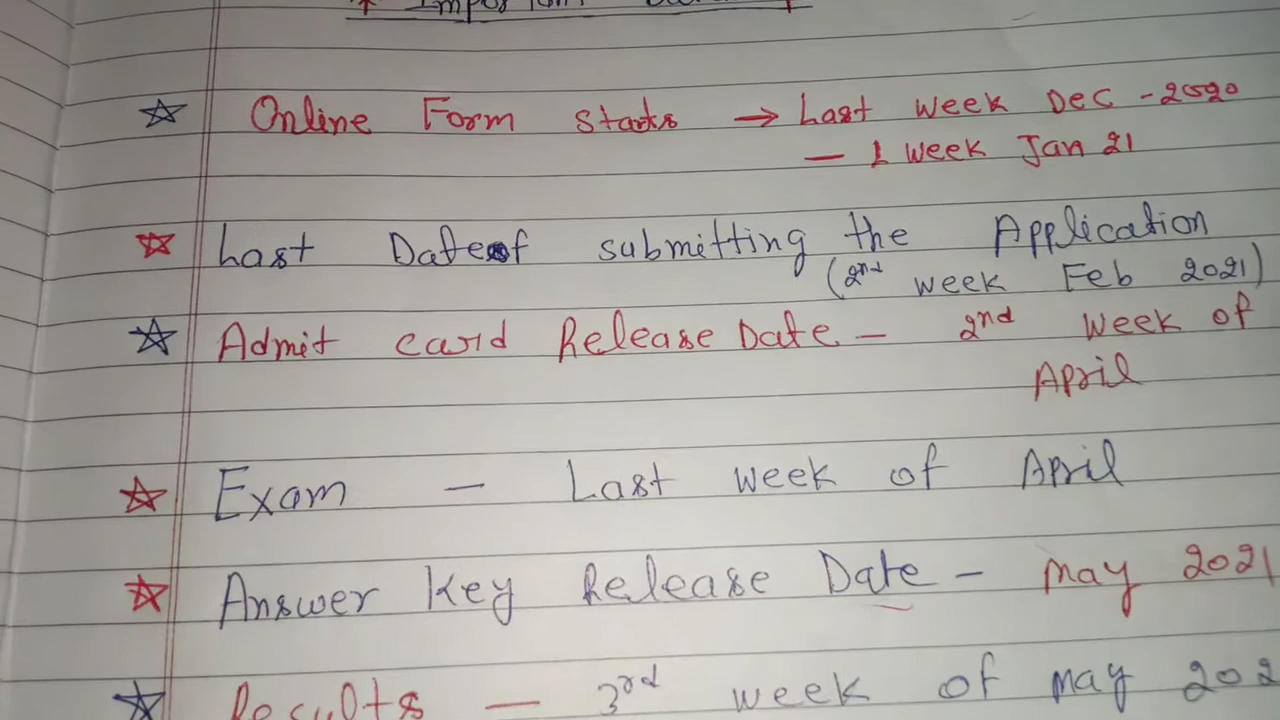 Online Form Starts → Last week Dec - 2020
— 1 week Jan 21
Last Date of submitting the Application
(2nd week Feb 2021)
Admit card Release Date — 2nd week of
April
Exam — Last week of April
Answer Key Release Date - May 2021
Results — 3rd week of May 202